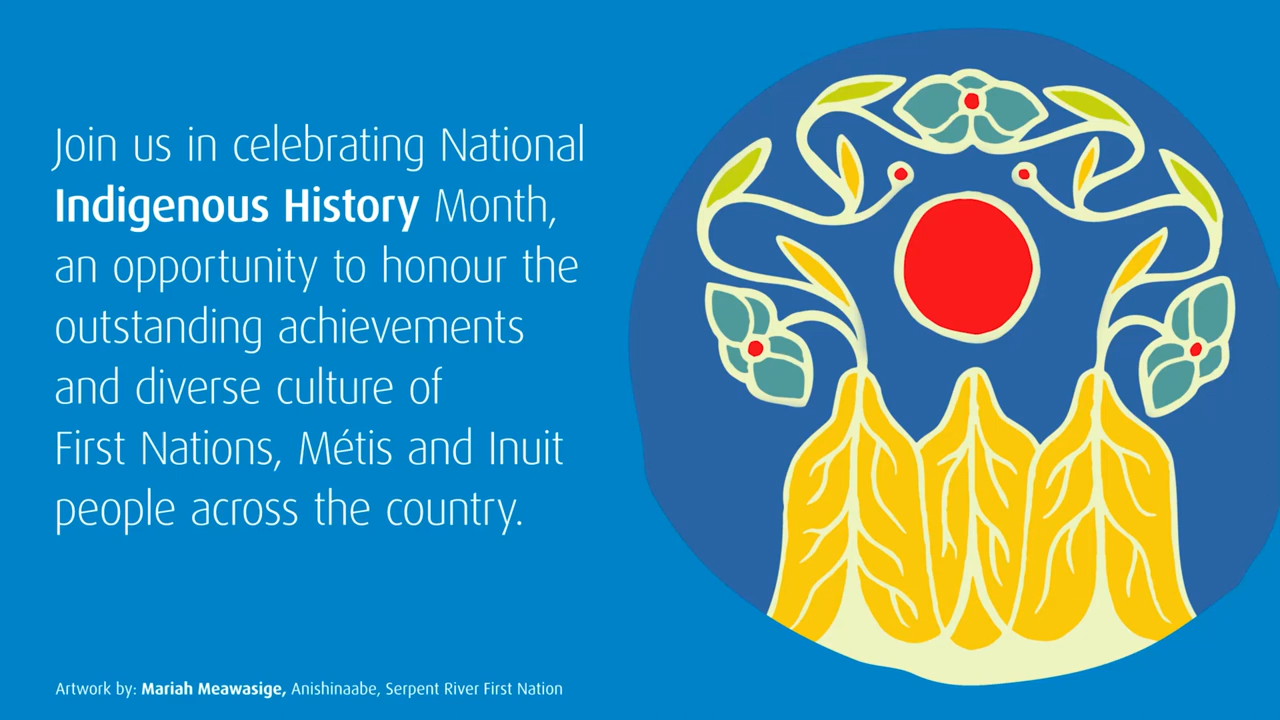 Join us in celebrating National
Indigenous History Month,
an opportunity to honour the
outstanding achievements
and diverse culture of
First Nations, Métis and Inuit
people across the country.
Artwork by: Mariah Meawasige, Anishinaabe, Serpent River First Nation